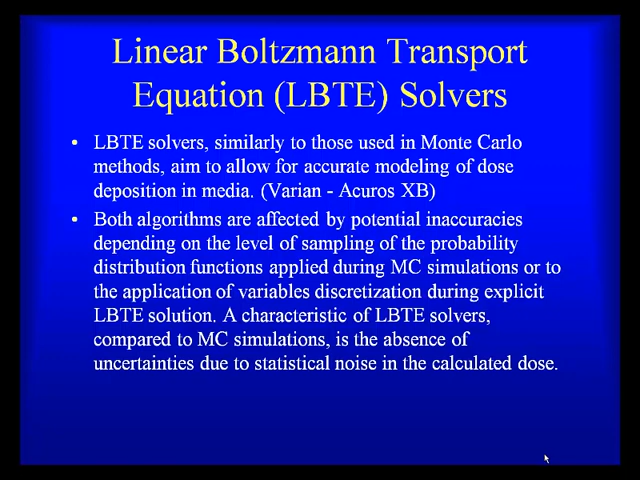 Linear Boltzmann Transport
Equation (LBTE) Solvers
• LBTE solvers, similarly to those used in Monte Carlo
methods, aim to allow for accurate modeling of dose
deposition in media. (Varian - Acuros XB)
• Both algorithms are affected by potential inaccuracies
depending on the level of sampling of the probability
distribution functions applied during MC simulations or to
the application of variables discretization during explicit
LBTE solution. A characteristic of LBTE solvers,
compared to MC simulations, is the absence of
uncertainties due to statistical noise in the calculated dose.